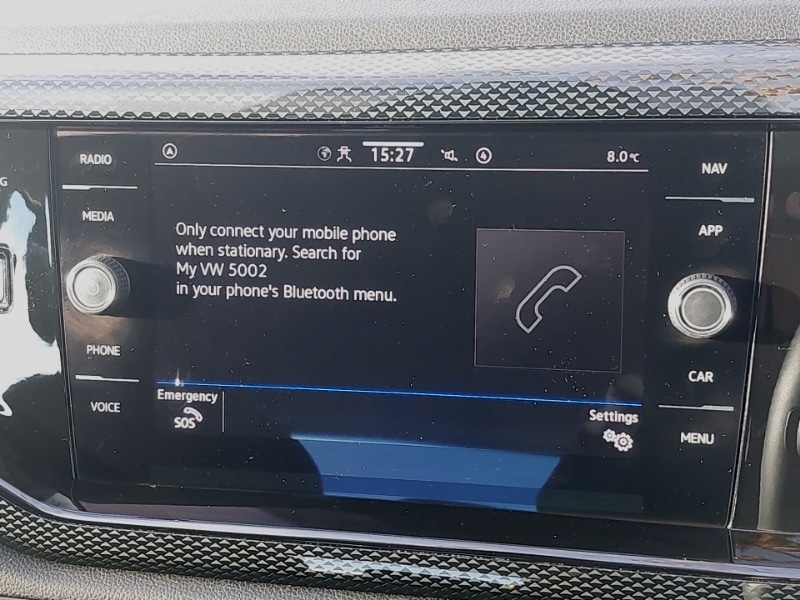 RADIO
15:27
4
8.0°C
NAV
G
MEDIA
APP
Only connect your mobile phone
when stationary. Search for
My VW 5002
in your phone's Bluetooth menu.
PHONE
CAR
Emergency
SOS
VOICE
Settings
MENU